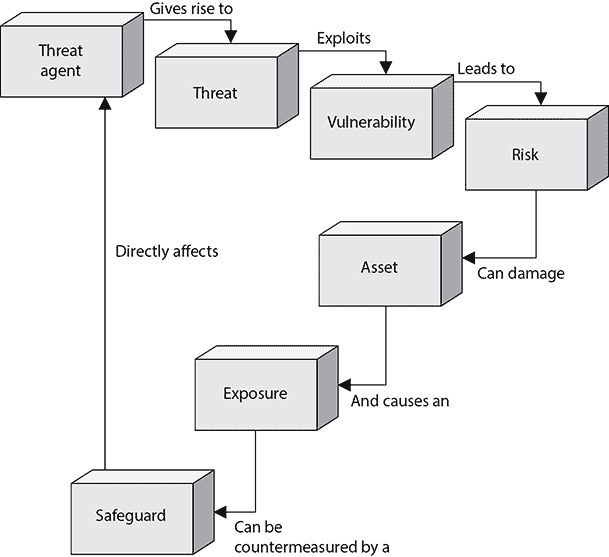 Gives rise to
Threat
agent
Exploits
Threat
Leads to
Vulnerability
Risk
Directly affects
Asset
Can damage
Exposure
And causes an
Safeguard
Can be
countermeasured by a